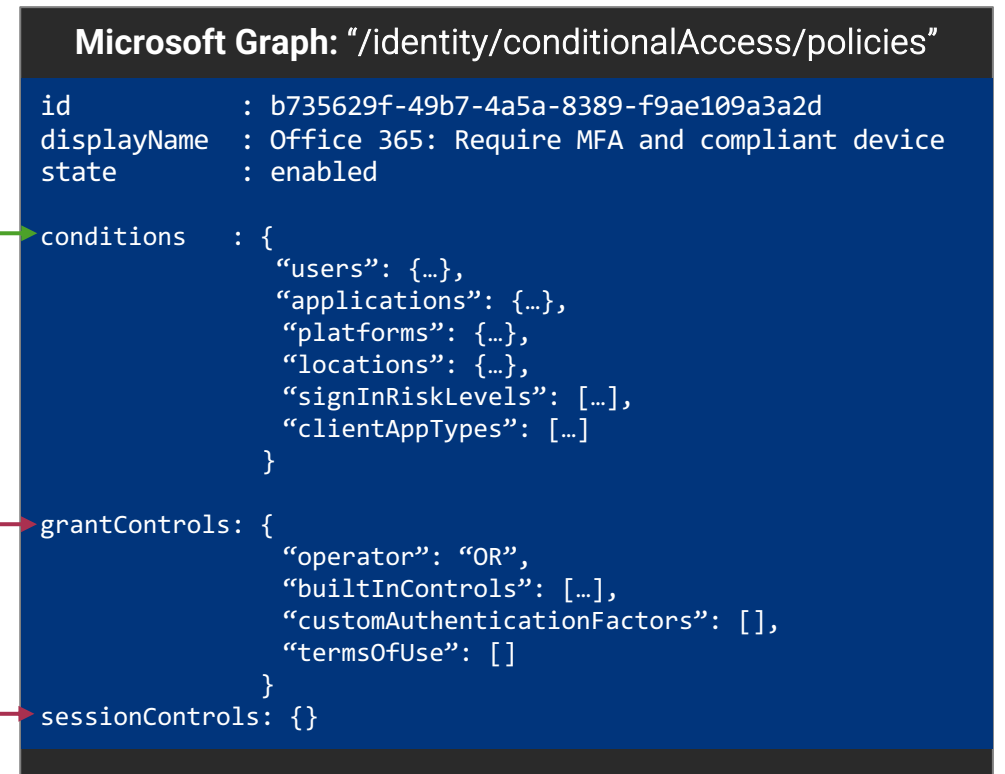 Microsoft Graph: “/identity/conditionalAccess/policies”
id : b735629f-49b7-4a5a-8389-f9ae109a3a2d
displayName : Office 365: Require MFA and compliant device
state : enabled
conditions : {
“users”: {…},
“applications”: {…},
“platforms”: {…},
“locations”: {…},
“signInRiskLevels”: […],
“clientAppTypes”: […]
}
grantControls: {
“operator”: “OR”,
“builtInControls”: […],
“customAuthenticationFactors”: [],
“termsOfUse”: []
}
sessionControls: {}